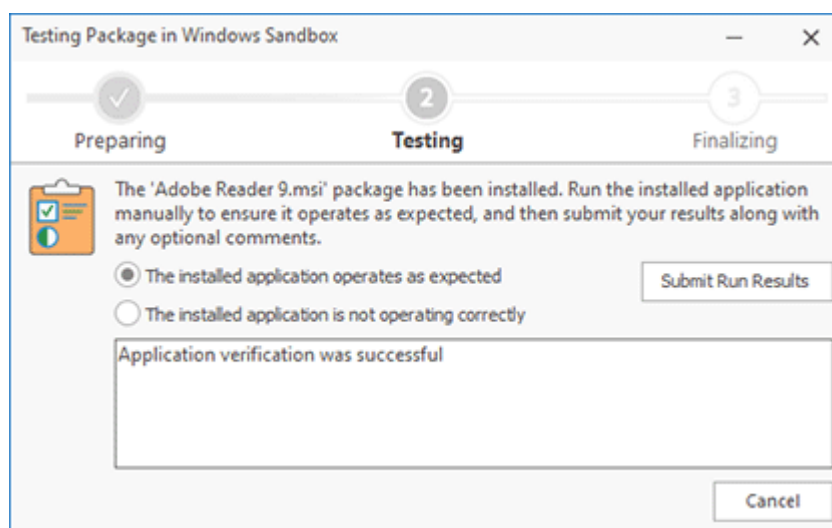 Testing Package in Windows Sandbox
2
3
Preparing
Testing
Finalizing
The 'Adobe Reader 9.msi' package has been installed. Run the installed application
manually to ensure it operates as expected, and then submit your results along with
any optional comments.
The installed application operates as expected
Submit Run Results
The installed application is not operating correctly
Application verification was successful
Cancel